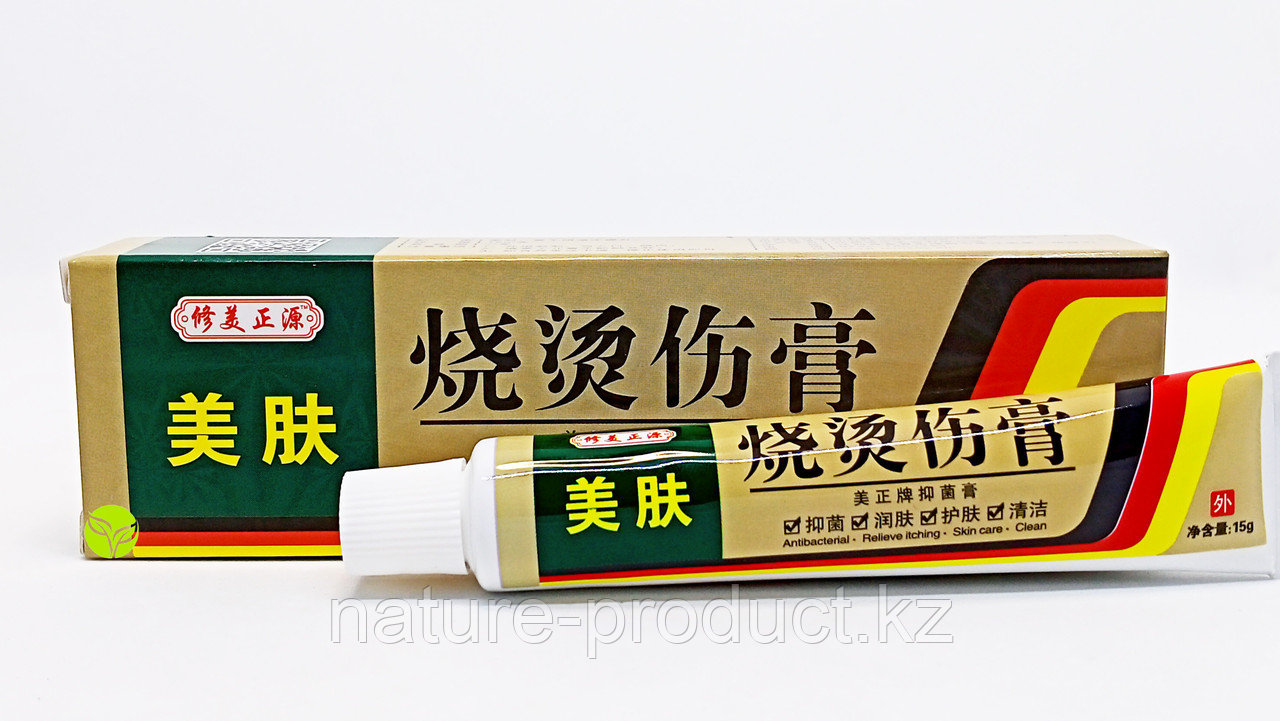 修美正源™
美肤
烧烫伤膏
修美正源
美肤
烧烫伤膏
美正牌抑菌膏
抑菌 润肤 护肤 清洁
Antibacterial · Relieve itching · Skin care · Clean
外
净含量:15g
nature-product.kz